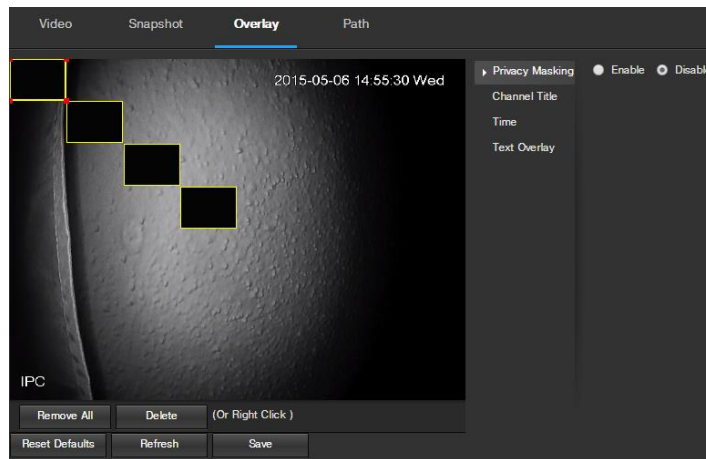 Video Snapshot Overlay Path
2015-05-06 14:55:30 Wed
Privacy Masking Enable Disabl
Channel Title
Time
Text Overlay
IPC
Remove All Delete (Or Right Click )
Reset Defaults Refresh Save